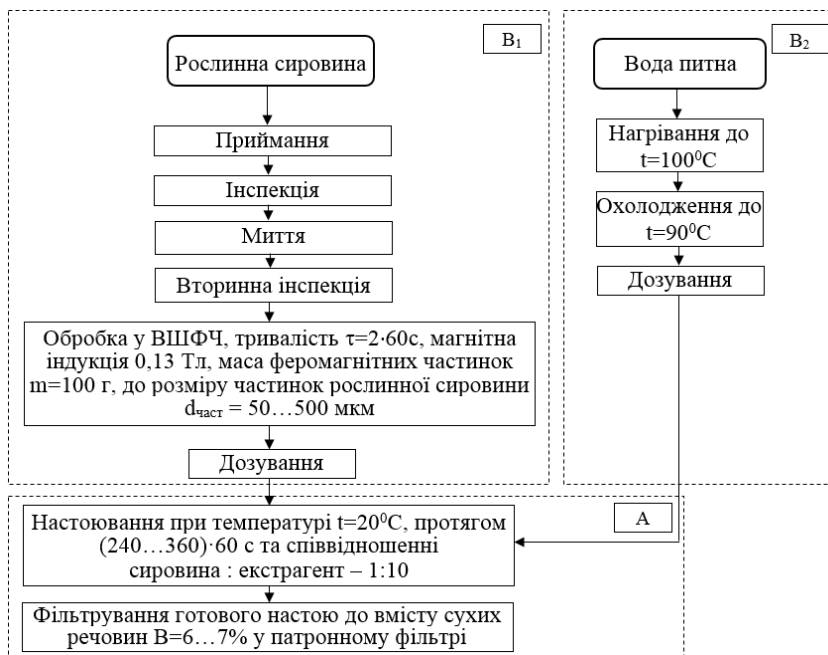 B₁
Рослинна сировина
Приймання
Інспекція
Миття
Вторинна інспекція
Обробка у ВШФЧ, тривалість τ=2·60с, магнітна
індукція 0,13 Тл, маса феромагнітних частинок
m=100 г, до розміру частинок рослинної сировини
dчаст = 50…500 мкм
Дозування
B₂
Вода питна
Нагрівання до
t=100⁰С
Охолодження до
t=90⁰С
Дозування
А
Настоювання при температурі t=20⁰С, протягом
(240…360)·60 с та співвідношенні
сировина : екстрагент – 1:10
Фільтрування готового настою до вмісту сухих
речовин В=6…7% у патронному фільтрі